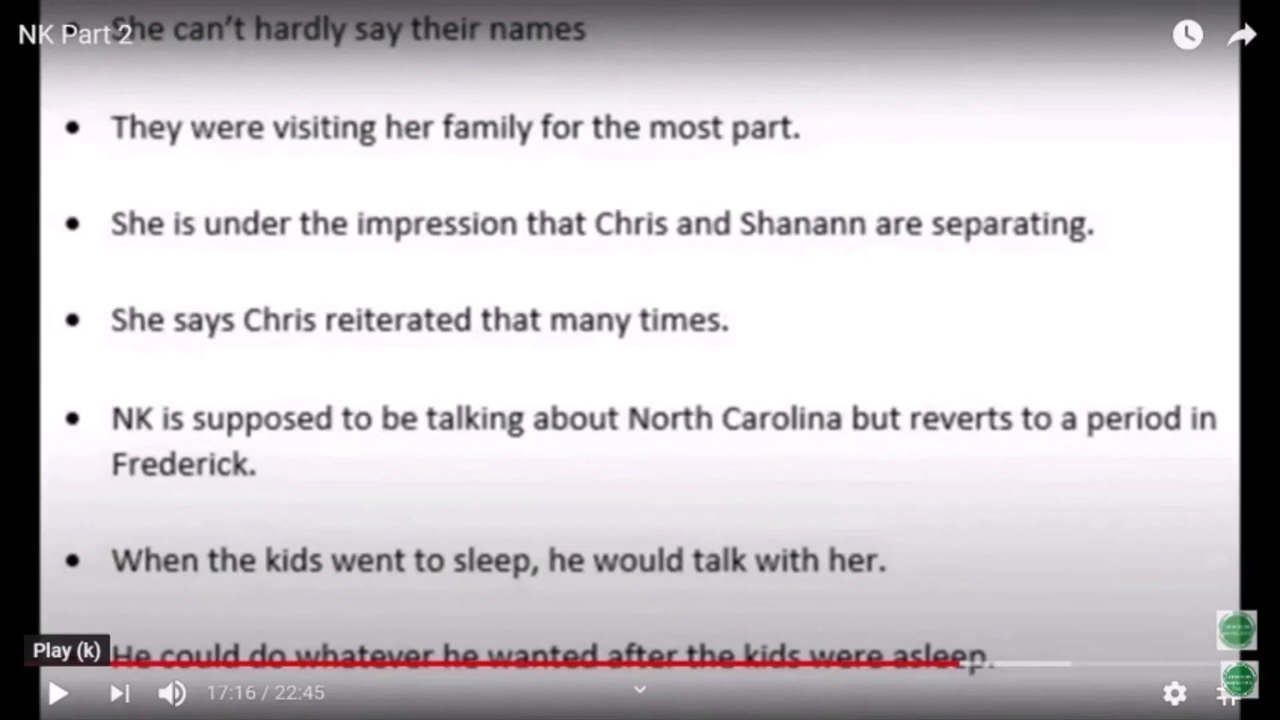 NK Part 2
• She can't hardly say their names
• They were visiting her family for the most part.
• She is under the impression that Chris and Shanann are separating.
• She says Chris reiterated that many times.
• NK is supposed to be talking about North Carolina but reverts to a period in
Frederick.
• When the kids went to sleep, he would talk with her.
He could do whatever he wanted after the kids were asleep.
Play (k)
17:16 / 22:45